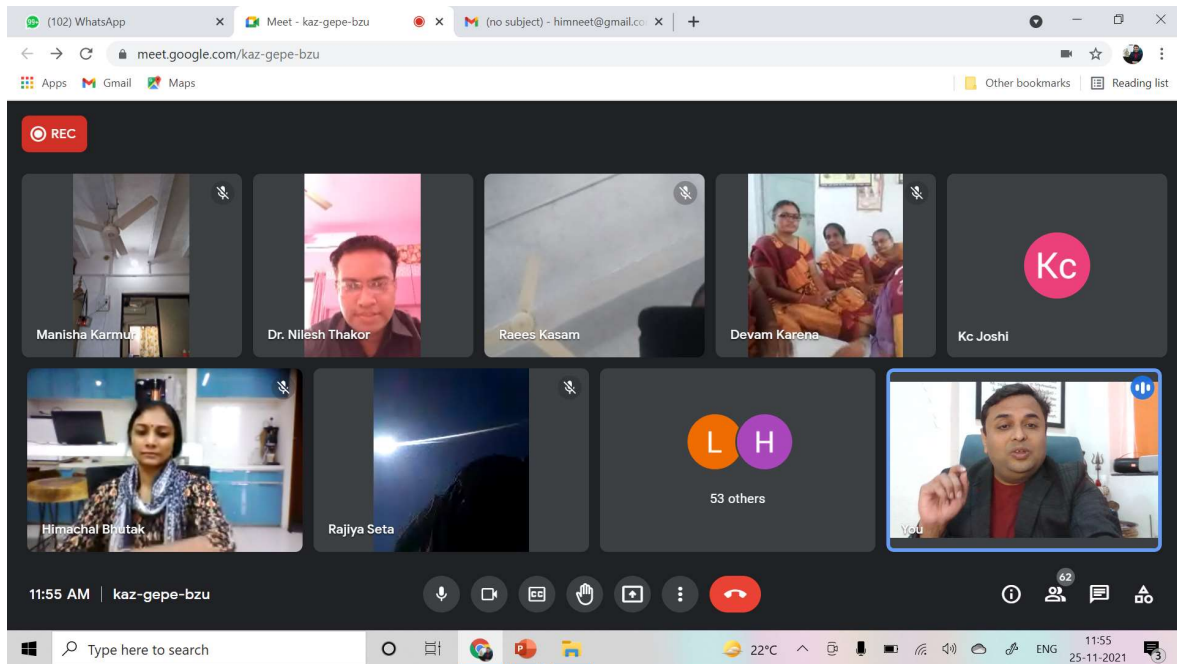 99+ (102) WhatsApp
Meet - kaz-gepe-bzu
(no subject) - himneet@gmail.co
meet.google.com/kaz-gepe-bzu
Apps Gmail Maps
Other bookmarks Reading list
REC
Manisha Karmur
Dr. Nilesh Thakor
Raees Kasam
Devam Karena
Kc
Kc Joshi
Himachal Bhutak
Rajiya Seta
L H
53 others
You
11:55 AM | kaz-gepe-bzu
CC
62
Type here to search
22°C
ENG
11:55
25-11-2021
3